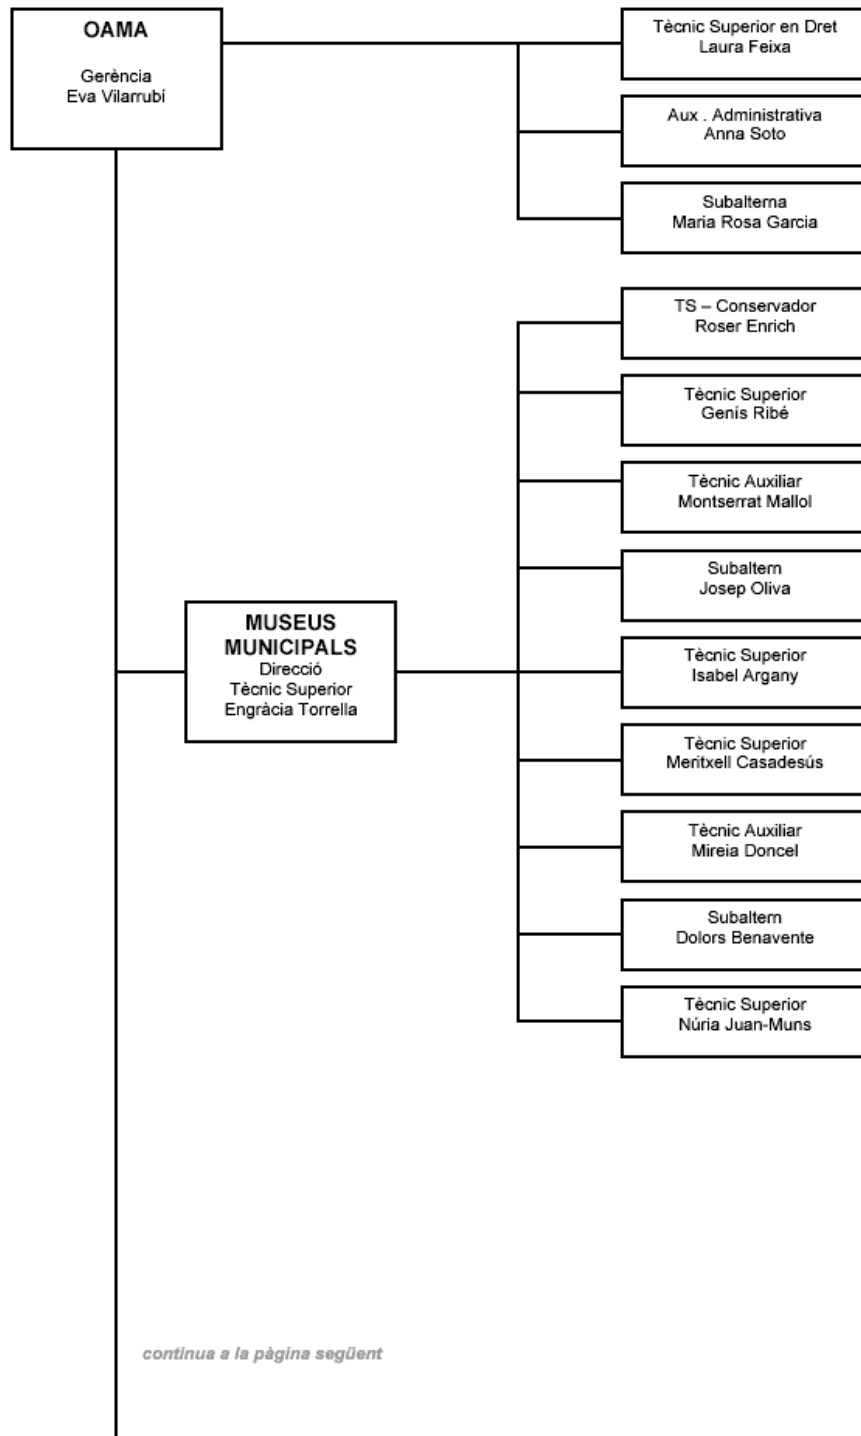 OAMA
Gerència
Eva Vilarrubí
Tècnic Superior en Dret
Laura Feixa
Aux . Administrativa
Anna Soto
Subalterna
Maria Rosa Garcia
MUSEUS
MUNICIPALS
Direcció
Tècnic Superior
Engràcia Torrella
TS – Conservador
Roser Enrich
Tècnic Superior
Genís Ribé
Tècnic Auxiliar
Montserrat Mallol
Subaltern
Josep Oliva
Tècnic Superior
Isabel Argany
Tècnic Superior
Meritxell Casadesús
Tècnic Auxiliar
Mireia Doncel
Subaltern
Dolors Benavente
Tècnic Superior
Núria Juan-Muns
continua a la pàgina següent